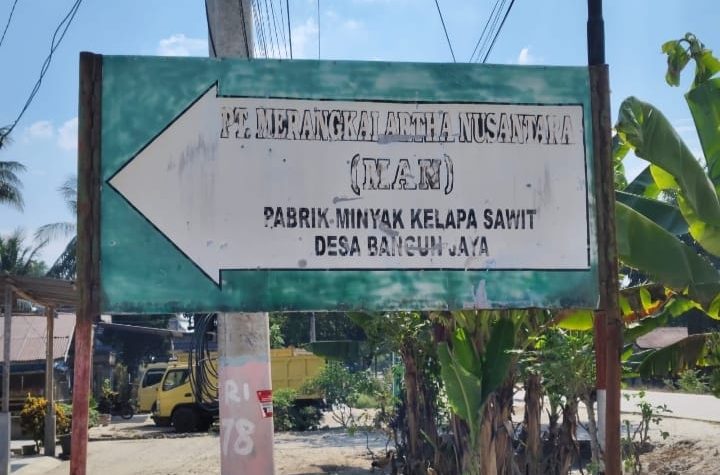 PT. MERANGKAI ARTHA NUSANTARA
(MAN)
PABRIK MINYAK KELAPA SAWIT
DESA BANGUN JAYA
RI
78